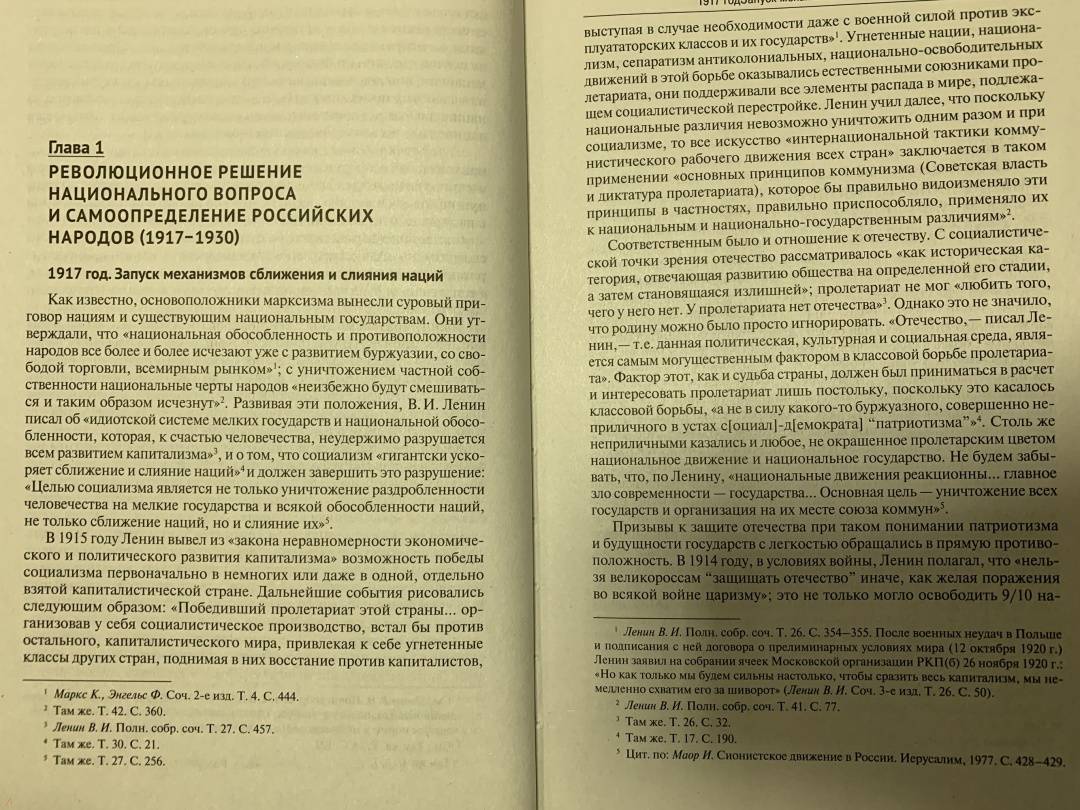 Глава 1
РЕВОЛЮЦИОННОЕ РЕШЕНИЕ
НАЦИОНАЛЬНОГО ВОПРОСА
И САМООПРЕДЕЛЕНИЕ РОССИЙСКИХ
НАРОДОВ (1917–1930)
1917 год. Запуск механизмов сближения и слияния наций
Как известно, основоположники марксизма вынесли суровый при-
говор нациям и существующим национальным государствам. Они ут-
верждали, что «национальная обособленность и противоположности
народов все более и более исчезают уже с развитием буржуазии, со сво-
бодой торговли, всемирным рынком»¹; с уничтожением частной соб-
ственности национальные черты народов «неизбежно будут смешивать-
ся и таким образом исчезнут»². Развивая эти положения, В. И. Ленин
писал об «идиотской системе мелких государств и национальной обосо-
бленности, которая, к счастью человечества, неудержимо разрушается
всем развитием капитализма»³, и о том, что социализм «гигантски уско-
ряет сближение и слияние наций»⁴ и должен завершить это разрушение:
«Целью социализма является не только уничтожение раздробленности
человечества на мелкие государства и всякой обособленности наций,
не только сближение наций, но и слияние их»⁵.
В 1915 году Ленин вывел из «закона неравномерности экономиче-
ского и политического развития капитализма» возможность победы
социализма первоначально в немногих или даже в одной, отдельно
взятой капиталистической стране. Дальнейшие события рисовались
следующим образом: «Победивший пролетариат этой страны... ор-
ганизовав у себя социалистическое производство, встал бы против
остального, капиталистического мира, привлекая к себе угнетенные
классы других стран, поднимая в них восстание против капиталистов,
¹ Маркс К., Энгельс Ф. Соч. 2-е изд. Т. 4. С. 444.
² Там же. Т. 42. С. 360.
³ Ленин В. И. Полн. собр. соч. Т. 27. С. 457.
⁴ Там же. Т. 30. С. 21.
⁵ Там же. Т. 27. С. 256.
1917 год. Запуск
выступая в случае необходимости даже с военной силой против экс-
плуататорских классов и их государств»¹. Угнетенные нации, национа-
лизм, сепаратизм антиколониальных, национально-освободительных
движений в этой борьбе оказывались естественными союзниками про-
летариата, они поддерживали все элементы распада в мире, подлежа-
щем социалистической перестройке. Ленин учил далее, что поскольку
национальные различия невозможно уничтожить одним разом и при
социализме, то все искусство «интернациональной тактики комму-
нистического рабочего движения всех стран» заключается в таком
применении «основных принципов коммунизма (Советская власть
и диктатура пролетариата), которое бы правильно видоизменяло эти
принципы в частностях, правильно приспособляло, применяло их
к национальным и национально-государственным различиям»².
Соответственным было и отношение к отечеству. С социалистиче-
ской точки зрения отечество рассматривалось «как историческая ка-
тегория, отвечающая развитию общества на определенной его стадии,
а затем становящаяся излишней»; пролетариат не мог «любить того,
чего у него нет. У пролетариата нет отечества»³. Однако это не значило,
что родину можно было просто игнорировать. «Отечество,— писал Ле-
нин,— т.е. данная политическая, культурная и социальная среда, явля-
ется самым могущественным фактором в классовой борьбе пролетариа-
та». Фактор этот, как и судьба страны, должен был приниматься в расчет
и интересовать пролетариат лишь постольку, поскольку это касалось
классовой борьбы, «а не в силу какого-то буржуазного, совершенно не-
приличного в устах с[оциал]-д[емократа] “патриотизма”»⁴. Столь же
неприличными казались и любое, не окрашенное пролетарским цветом
национальное движение и национальное государство. Не будем забы-
вать, что, по Ленину, «национальные движения реакционны... главное
зло современности — государства... Основная цель — уничтожение всех
государств и организация на их месте союза коммун»⁵.
Призывы к защите отечества при таком понимании патриотизма
и будущности государств с легкостью обращались в прямую противо-
положность. В 1914 году, в условиях войны, Ленин полагал, что «нель-
зя великороссам “защищать отечество” иначе, как желая поражения
во всякой войне царизму»; это не только могло освободить 9/10 на-
¹ Ленин В. И. Полн. собр. соч. Т. 26. С. 354–355. После военных неудач в Польше
и подписания с ней договора о прелиминарных условиях мира (12 октября 1920 г.)
Ленин заявил на собрании ячеек Московской организации РКП(б) 26 ноября 1920 г.:
«Но как только мы будем сильны настолько, чтобы сразить весь капитализм, мы не-
медленно схватим его за шиворот» (Ленин В. И. Соч. 3-е изд. Т. 26. С. 50).
² Ленин В. И. Полн. собр. соч. Т. 41. С. 77.
³ Там же. Т. 26. С. 32.
⁴ Там же. Т. 17. С. 190.
⁵ Цит. по: Маор И. Сионистское движение в России. Иерусалим, 1977. С. 428–429.